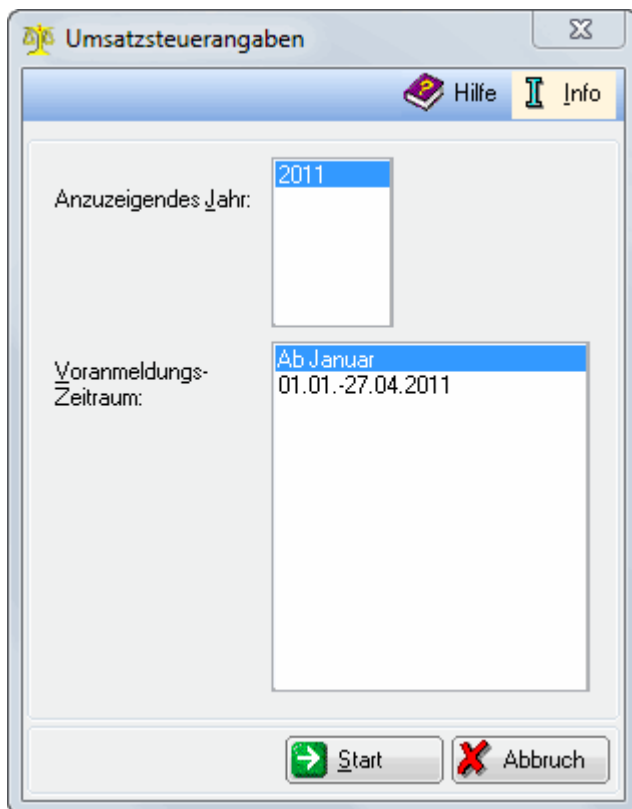 Umsatzsteuerangaben
Hilfe Info
Anzuzeigendes Jahr:
2011
Voranmeldungs-
Zeitraum:
Ab Januar
01.01.-27.04.2011
Start Abbruch